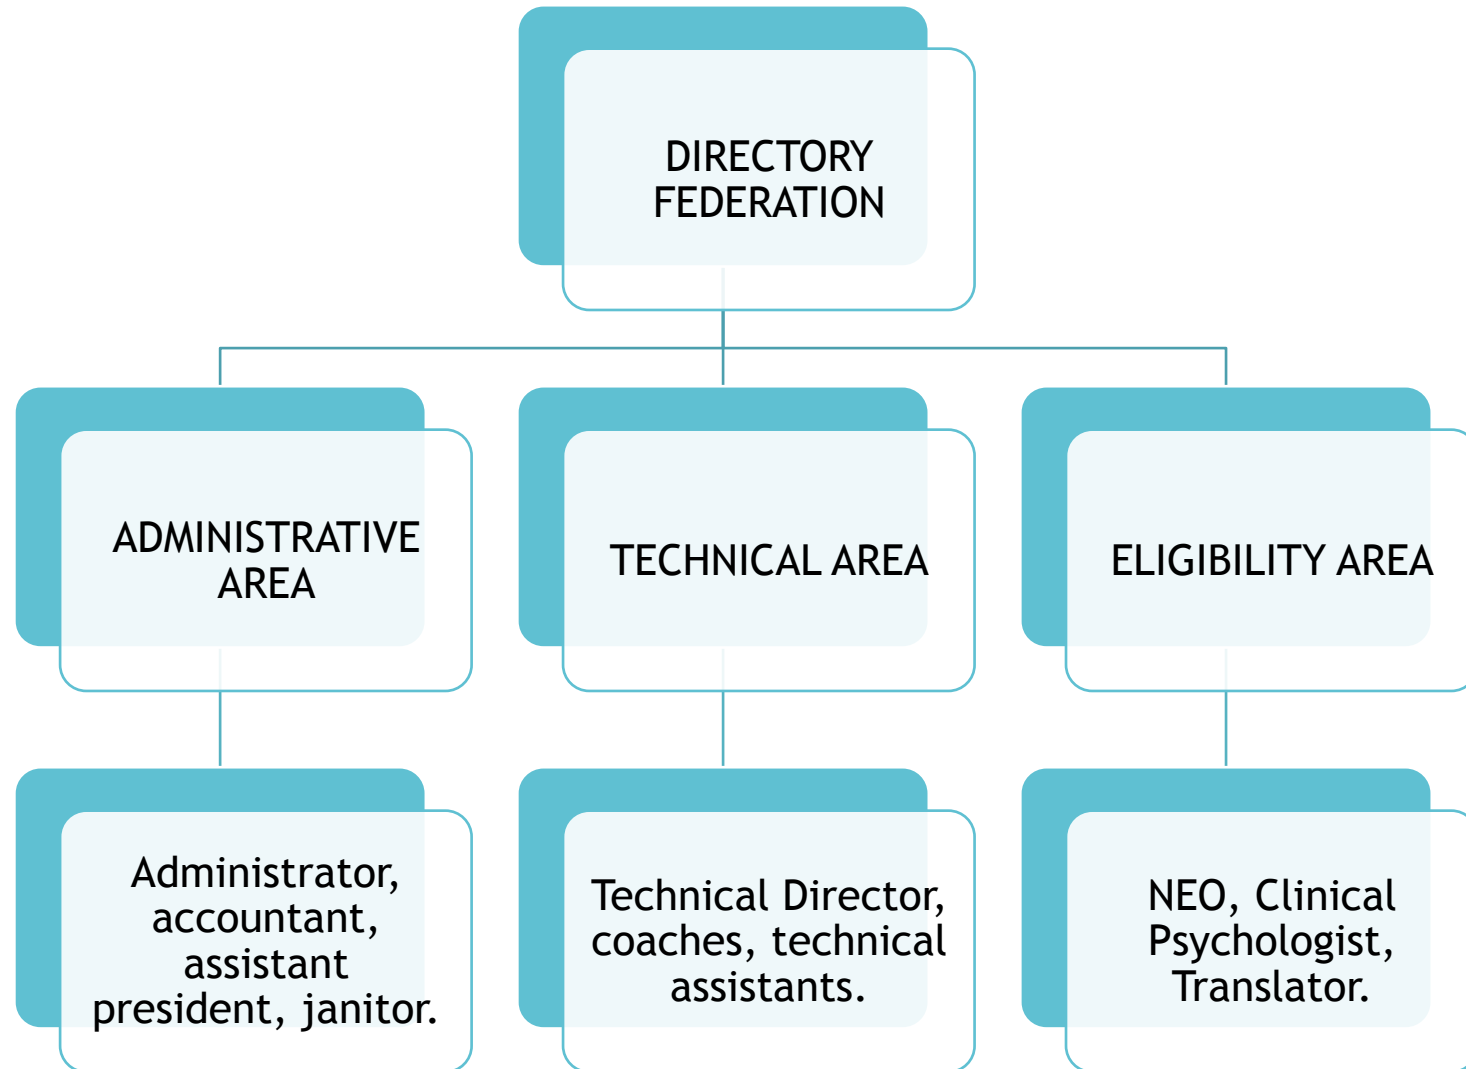 DIRECTORY
FEDERATION
ADMINISTRATIVE
AREA
TECHNICAL AREA
ELIGIBILITY AREA
Administrator,
accountant,
assistant
president, janitor.
Technical Director,
coaches, technical
assistants.
NEO, Clinical
Psychologist,
Translator.